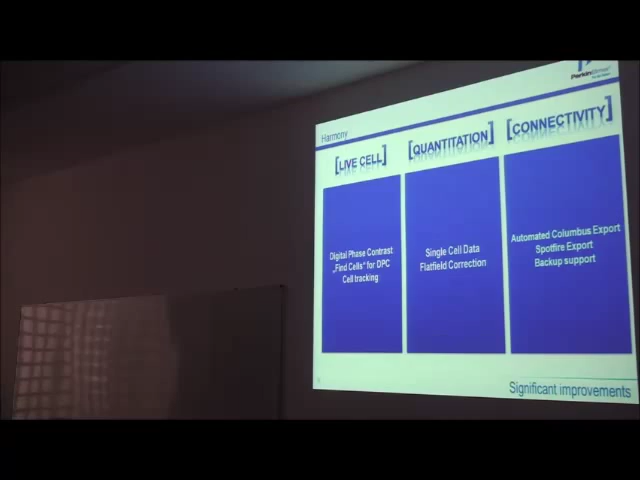 PerkinElmer
Harmony
[LIVE CELL]
[QUANTITATION]
[CONNECTIVITY]
Digital Phase Contrast
„Find Cells“ for DPC
Cell tracking
Single Cell Data
Flatfield Correction
Automated Columbus Export
Spotfire Export
Backup support
Significant improvements